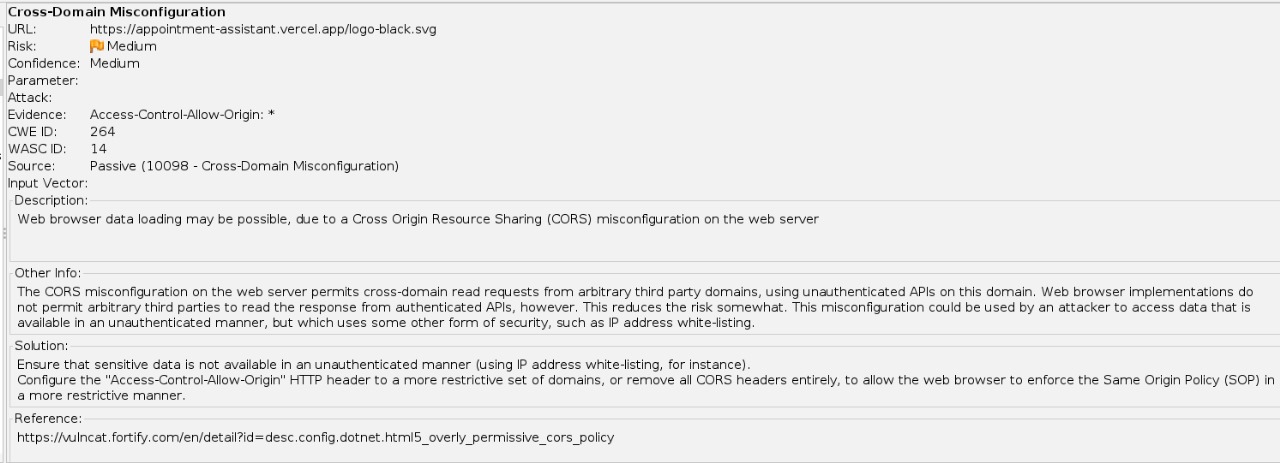 Cross-Domain Misconfiguration
URL: https://appointment-assistant.vercel.app/logo-black.svg
Risk: Medium
Confidence: Medium
Parameter:
Attack:
Evidence: Access-Control-Allow-Origin: *
CWE ID: 264
WASC ID: 14
Source: Passive (10098 - Cross-Domain Misconfiguration)
Input Vector:
Description:
Web browser data loading may be possible, due to a Cross Origin Resource Sharing (CORS) misconfiguration on the web server
Other Info:
The CORS misconfiguration on the web server permits cross-domain read requests from arbitrary third party domains, using unauthenticated APIs on this domain. Web browser implementations do
not permit arbitrary third parties to read the response from authenticated APIs, however. This reduces the risk somewhat. This misconfiguration could be used by an attacker to access data that is
available in an unauthenticated manner, but which uses some other form of security, such as IP address white-listing.
Solution:
Ensure that sensitive data is not available in an unauthenticated manner (using IP address white-listing, for instance).
Configure the "Access-Control-Allow-Origin" HTTP header to a more restrictive set of domains, or remove all CORS headers entirely, to allow the web browser to enforce the Same Origin Policy (SOP) in
a more restrictive manner.
Reference:
https://vulncat.fortify.com/en/detail?id=desc.config.dotnet.html5_overly_permissive_cors_policy